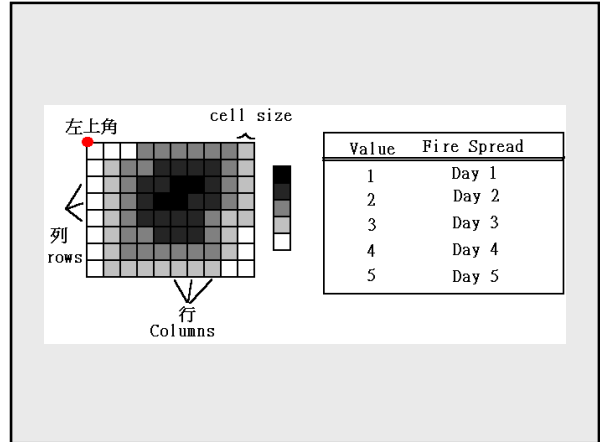 左上角
cell size
列
rows
行
Columns
Value Fire Spread
1 Day 1
2 Day 2
3 Day 3
4 Day 4
5 Day 5